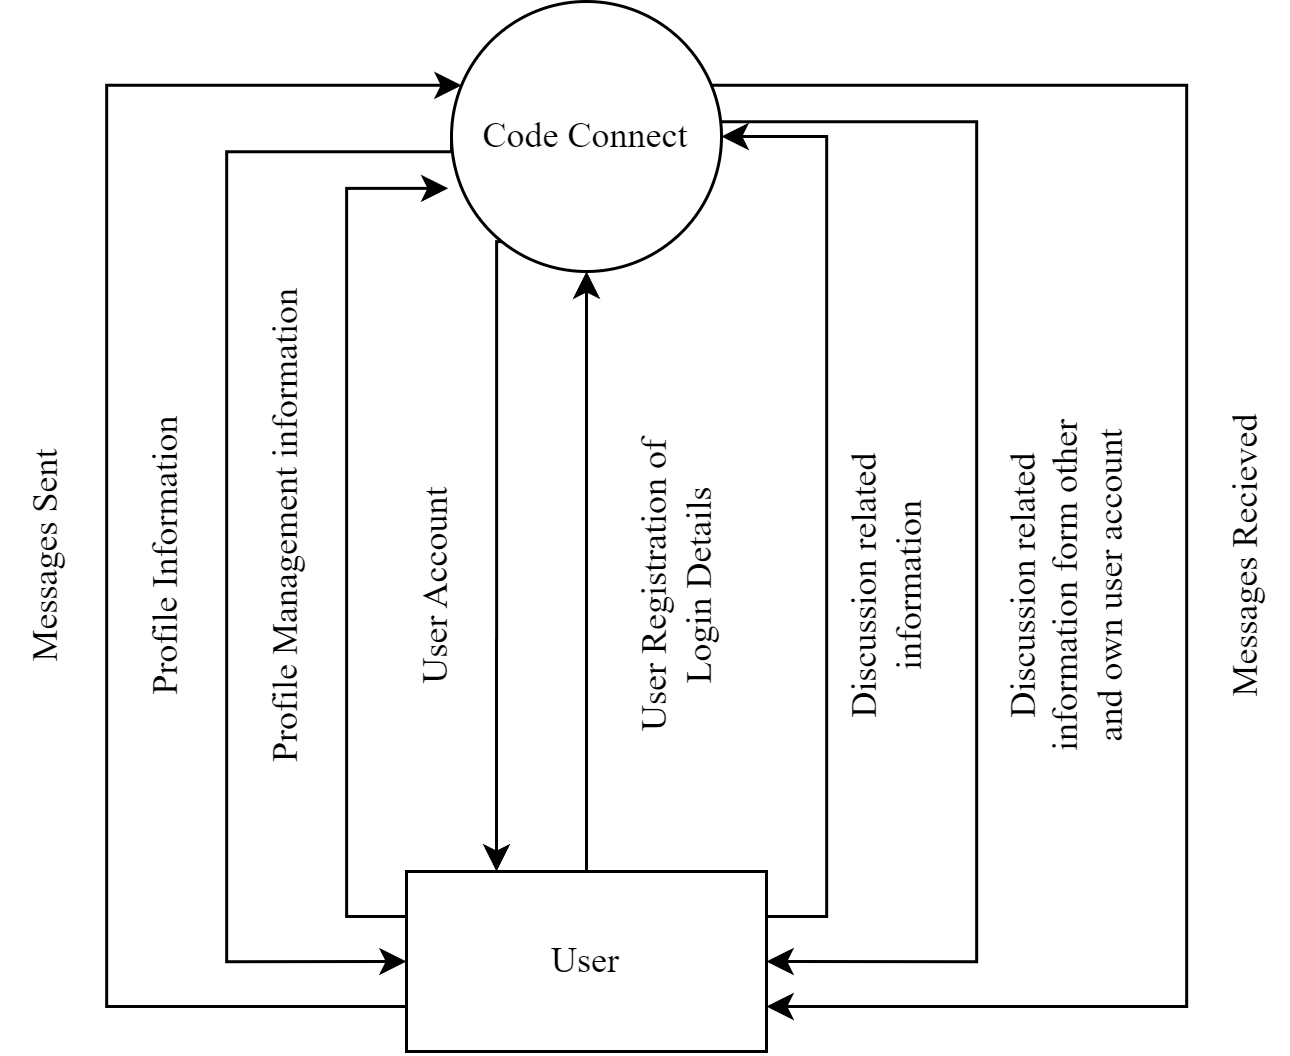 Code Connect
Messages Sent
Profile Information
Profile Management information
User Account
User Registration of
Login Details
Discussion related
information
Discussion related
information form other
and own user account
Messages Recieved
User